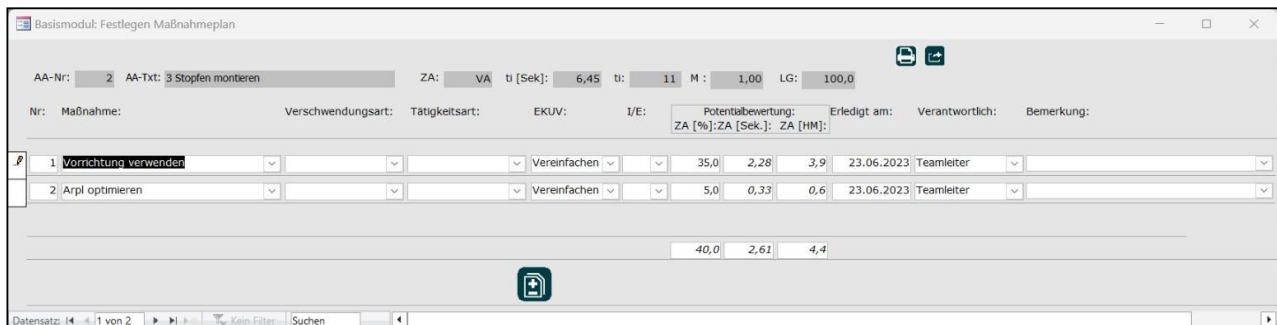 Basismodul: Festlegen Maßnahmeplan
AA-Nr: 2 AA-Txt: 3 Stopfen montieren ZA: VA ti [Sek]: 6,45 ti: 11 M : 1,00 LG: 100,0
Nr: Maßnahme: Verschwendungsart: Tätigkeitsart: EKUV: I/E: Potentialbewertung: Erledigt am: Verantwortlich: Bemerkung:
ZA [%]: ZA [Sek.]: ZA [HM]:
1 Vorrichtung verwenden Vereinfachen 35,0 2,28 3,9 23.06.2023 Teamleiter
2 Arpl optimieren Vereinfachen 5,0 0,33 0,6 23.06.2023 Teamleiter
40,0 2,61 4,4
Datensatz: 1 von 2 Kein Filter Suchen